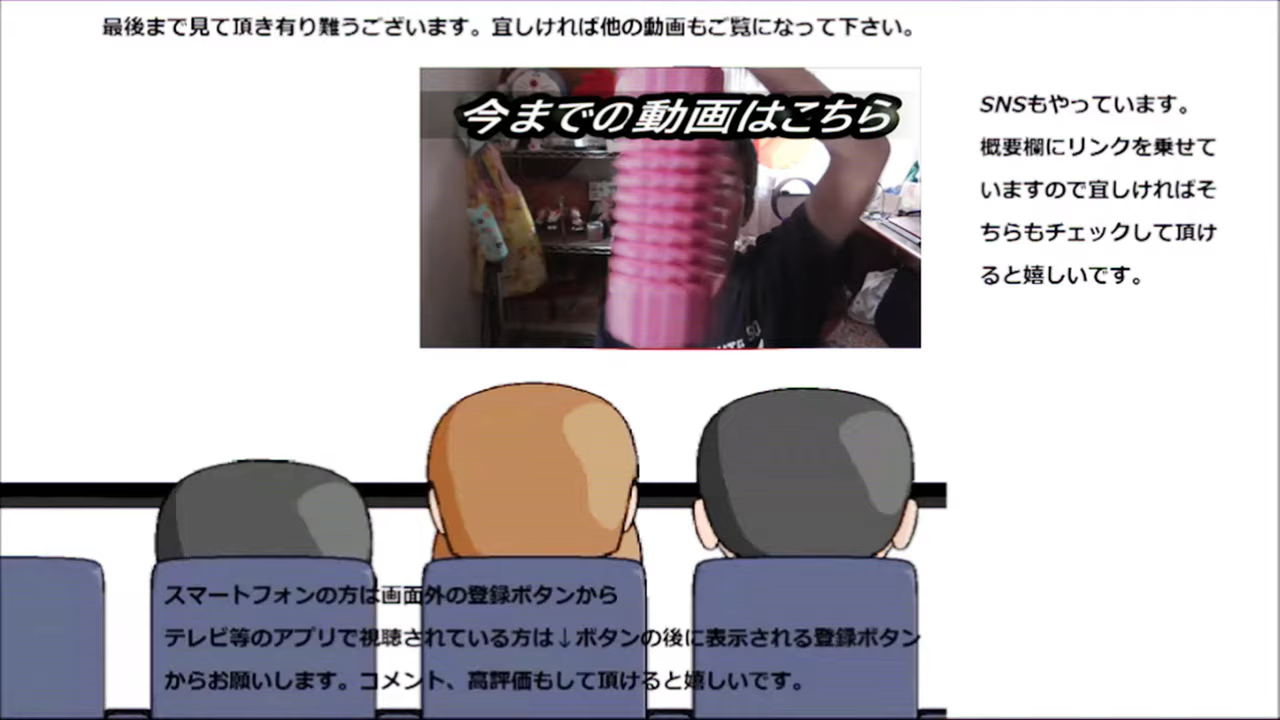 最後まで見て頂き有り難うございます。宜しければ他の動画もご覧になって下さい。
今までの動画はこちら
SNSもやっています。
概要欄にリンクを乗せて
いますので宜しければそ
ちらもチェックして頂け
ると嬉しいです。
スマートフォンの方は画面外の登録ボタンから
テレビ等のアプリで視聴されている方は↓ボタンの後に表示される登録ボタン
からお願いします。コメント、高評価もして頂けると嬉しいです。